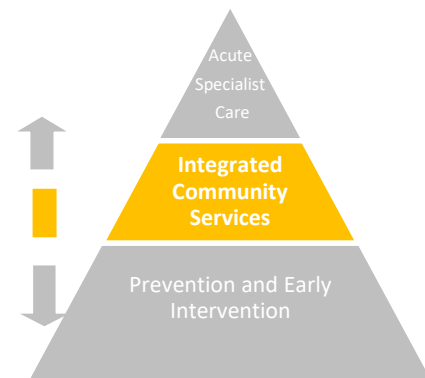 Acute
Specialist
Care
Integrated
Community
Services
Prevention and Early
Intervention